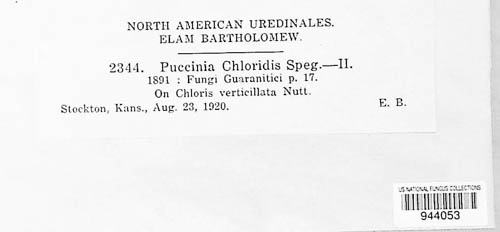 NORTH AMERICAN UREDINALES.
ELAM BARTHOLOMEW.
2344. Puccinia Chloridis Speg.—II.
1891 : Fungi Guaranitici p. 17.
On Chloris verticillata Nutt.
Stockton, Kans., Aug. 23, 1920. E. B.
US NATIONAL FUNGUS COLLECTIONS
944053